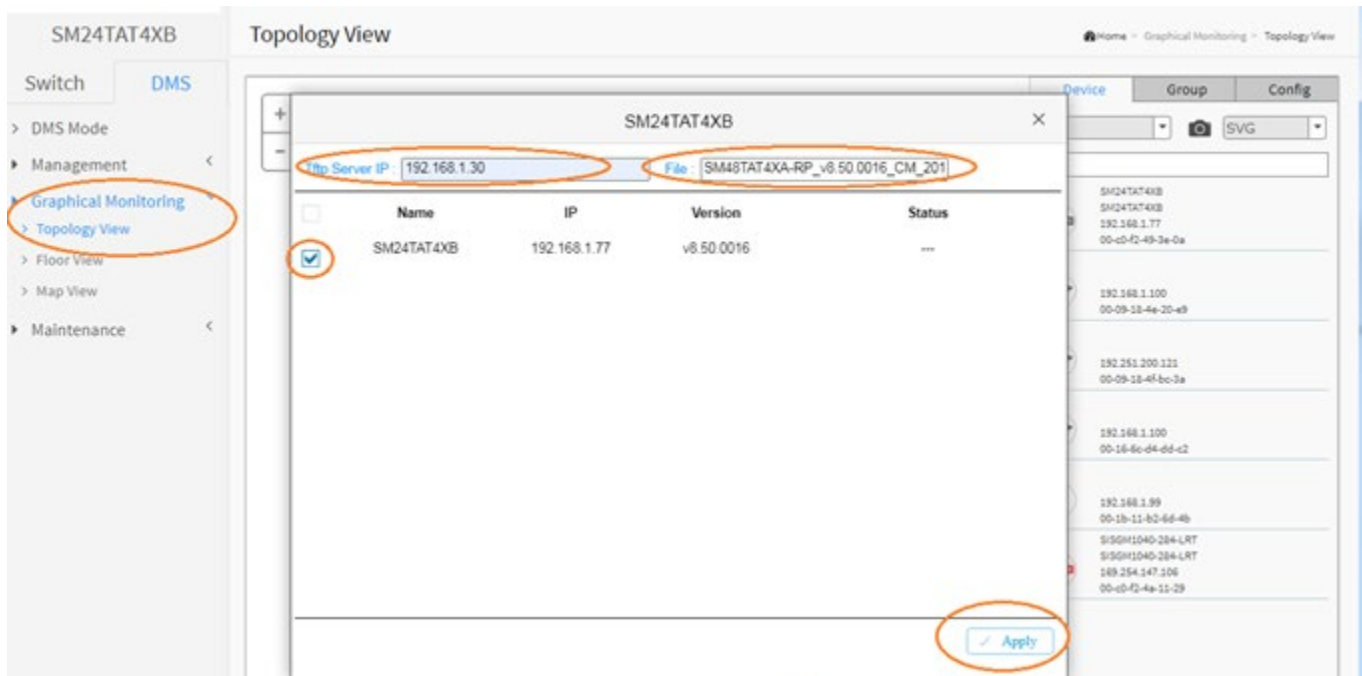 SM24TAT4XB
Topology View
Home > Graphical Monitoring > Topology View
Switch DMS
> DMS Mode
Management
Graphical Monitoring
> Topology View
> Floor View
> Map View
Maintenance
Device Group Config
SVG
SM24TAT4XB
Tftp Server IP : 192.168.1.30 File : SM48TAT4XA-RP_v8.50.0016_CM_201
Name IP Version Status
SM24TAT4XB 192.168.1.77 v8.50.0016 ---
✓ Apply
SM24TAT4XB
SM24TAT4XB
192.168.1.77
00-c0-f2-49-3e-0a
192.168.1.100
00-09-18-4e-20-e9
192.251.200.121
00-09-18-4f-bc-3a
192.168.1.100
00-16-6c-d4-dd-c2
192.168.1.99
00-1b-11-b2-6d-4b
SISGM1040-284-LRT
SISGM1040-284-LRT
169.254.147.106
00-c0-f2-4a-11-29